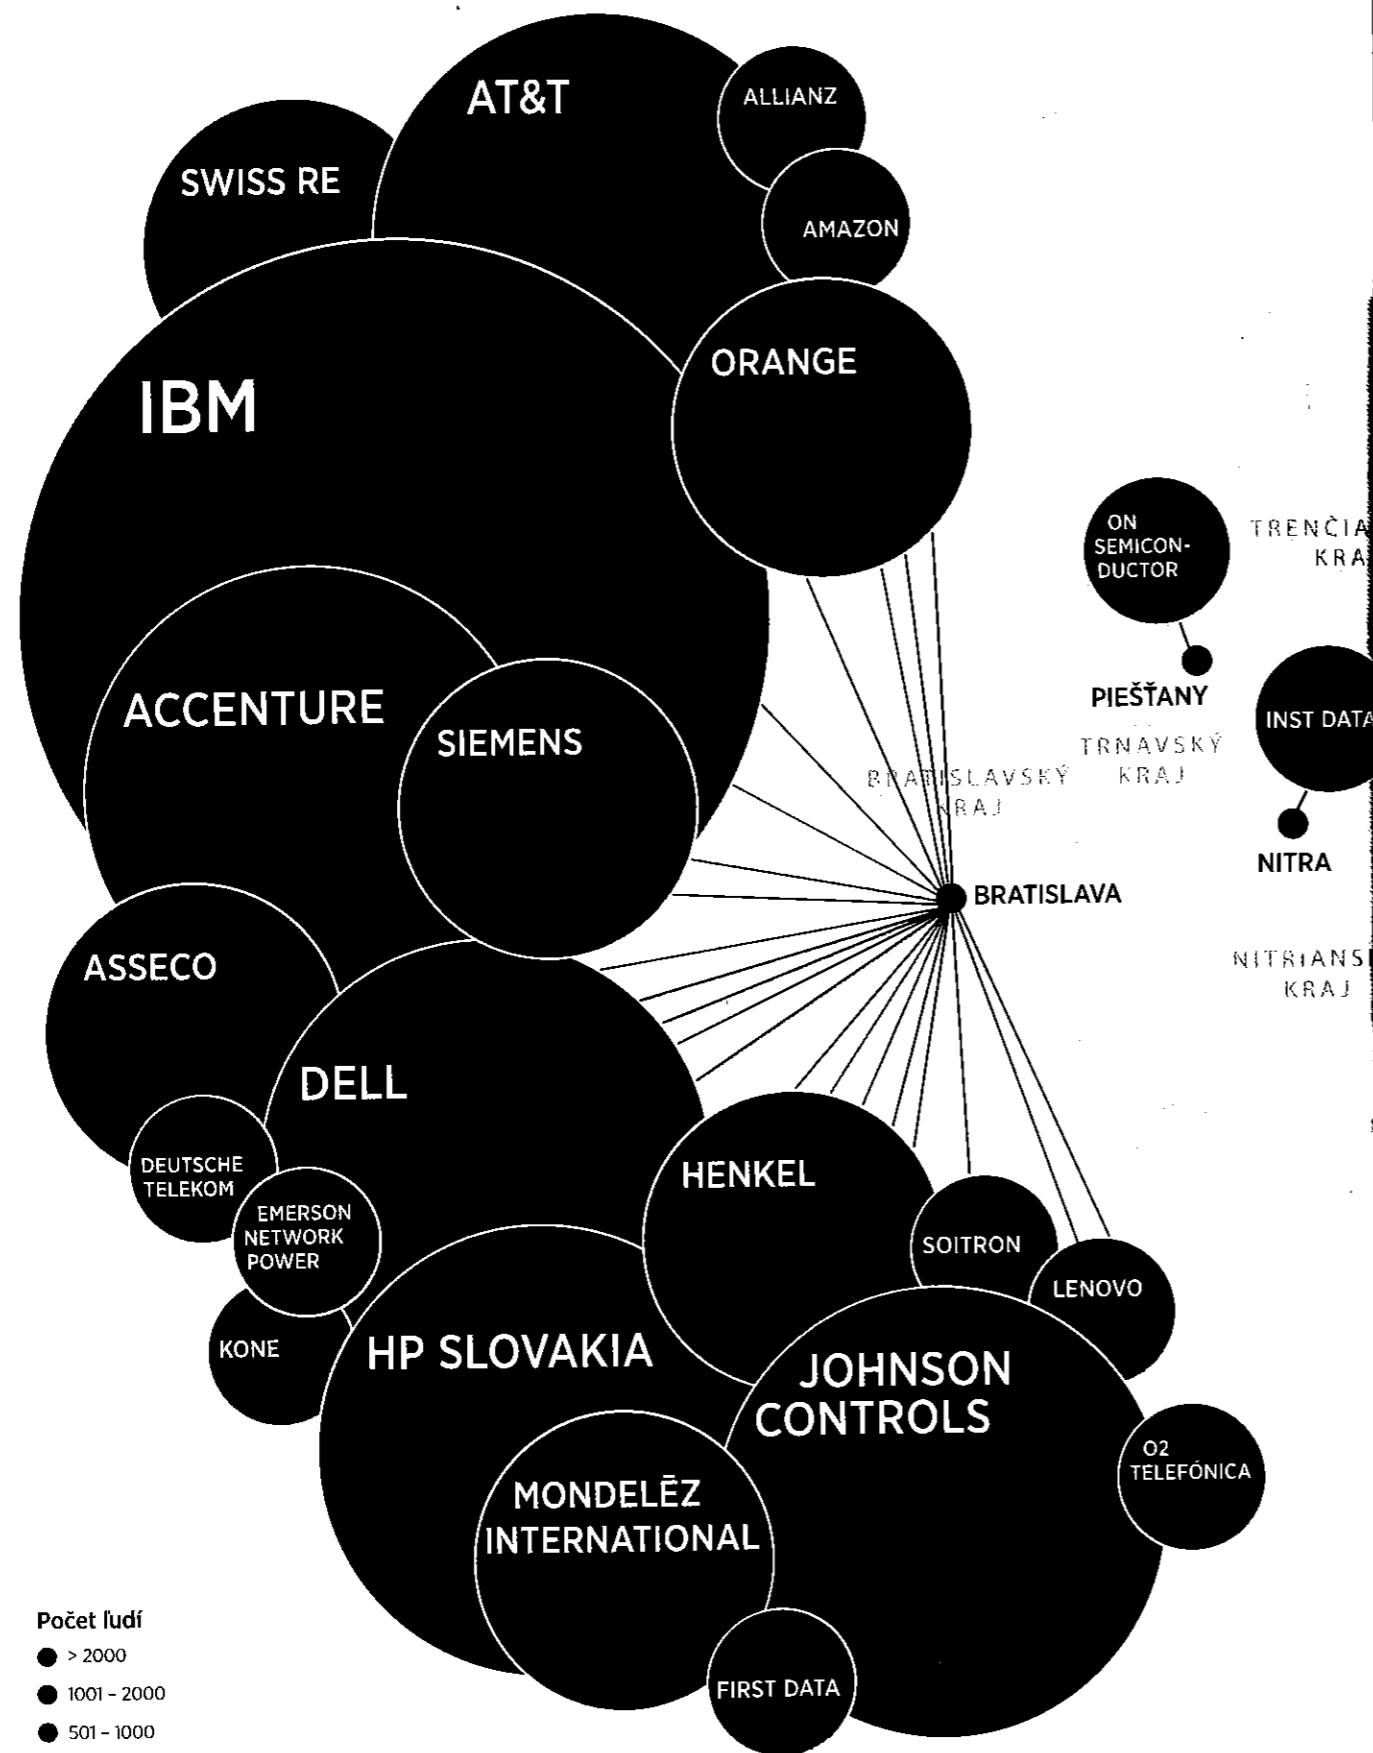 AT&T
ALLIANZ
SWISS RE
AMAZON
ORANGE
IBM
ON
SEMICON-
DUCTOR
TRENČIA
KRA
PIEŠŤANY
ACCENTURE
SIEMENS
INST DATA
TRNAVSKÝ
KRAJ
BRATISLAVSKÝ
KRAJ
NITRA
BRATISLAVA
ASSECO
NITRIANS
KRAJ
DELL
DEUTSCHE
TELEKOM
HENKEL
EMERSON
NETWORK
POWER
SOITRON
LENOVO
KONE
HP SLOVAKIA
JOHNSON
CONTROLS
O2
TELEFÓNICA
MONDELĒZ
INTERNATIONAL
FIRST DATA
Počet ľudí
> 2000
1001 – 2000
501 – 1000